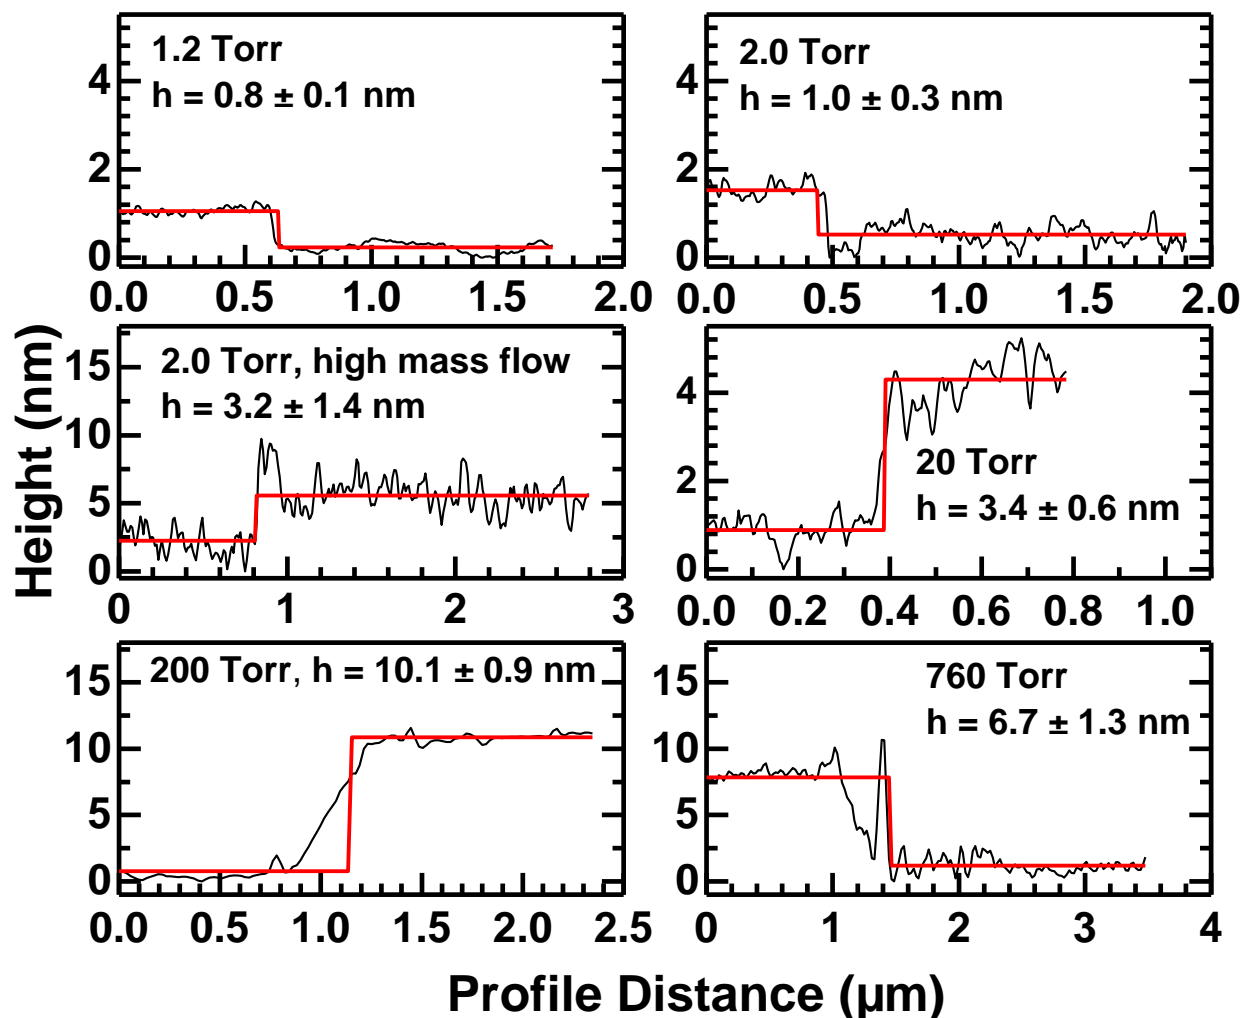 1.2 Torr
h = 0.8 ± 0.1 nm
4
2
0
0.0 0.5 1.0 1.5 2.0
2.0 Torr
h = 1.0 ± 0.3 nm
4
2
0
0.0 0.5 1.0 1.5 2.0
2.0 Torr, high mass flow
h = 3.2 ± 1.4 nm
15
10
5
0
0 1 2 3
20 Torr
h = 3.4 ± 0.6 nm
4
2
0
0.0 0.2 0.4 0.6 0.8 1.0
200 Torr, h = 10.1 ± 0.9 nm
15
10
5
0
0.0 0.5 1.0 1.5 2.0 2.5
760 Torr
h = 6.7 ± 1.3 nm
15
10
5
0
0 1 2 3 4
Height (nm)
Profile Distance (µm)